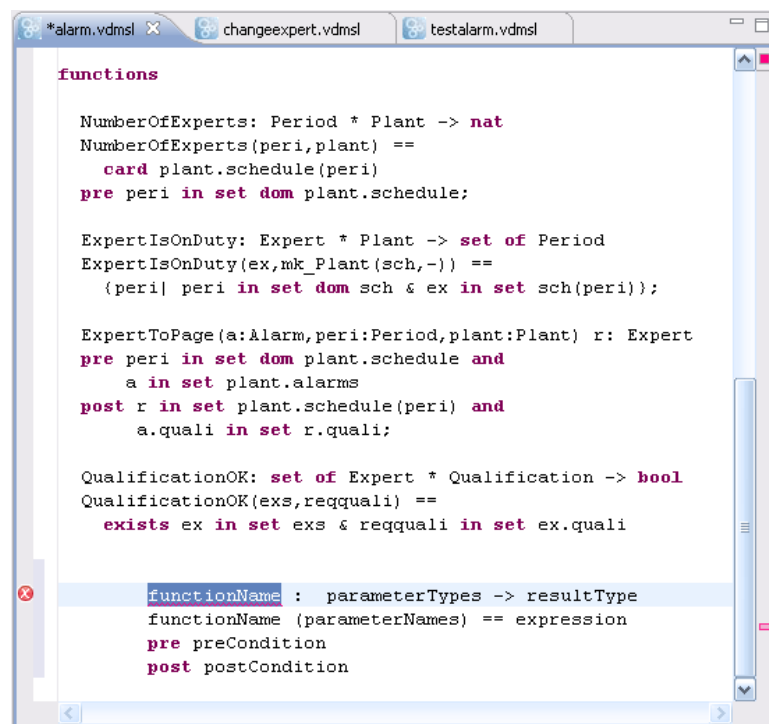 *alarm.vdmsl changeexpert.vdmsl testalarm.vdmsl
functions
NumberOfExperts: Period * Plant -> nat
NumberOfExperts(peri,plant) ==
card plant.schedule(peri)
pre peri in set dom plant.schedule;
ExpertIsOnDuty: Expert * Plant -> set of Period
ExpertIsOnDuty(ex,mk_Plant(sch,-)) ==
{peri| peri in set dom sch & ex in set sch(peri)};
ExpertToPage(a:Alarm,peri:Period,plant:Plant) r: Expert
pre peri in set dom plant.schedule and
a in set plant.alarms
post r in set plant.schedule(peri) and
a.quali in set r.quali;
QualificationOK: set of Expert * Qualification -> bool
QualificationOK(exs,reqquali) ==
exists ex in set exs & reqquali in set ex.quali
functionName : parameterTypes -> resultType
functionName (parameterNames) == expression
pre preCondition
post postCondition